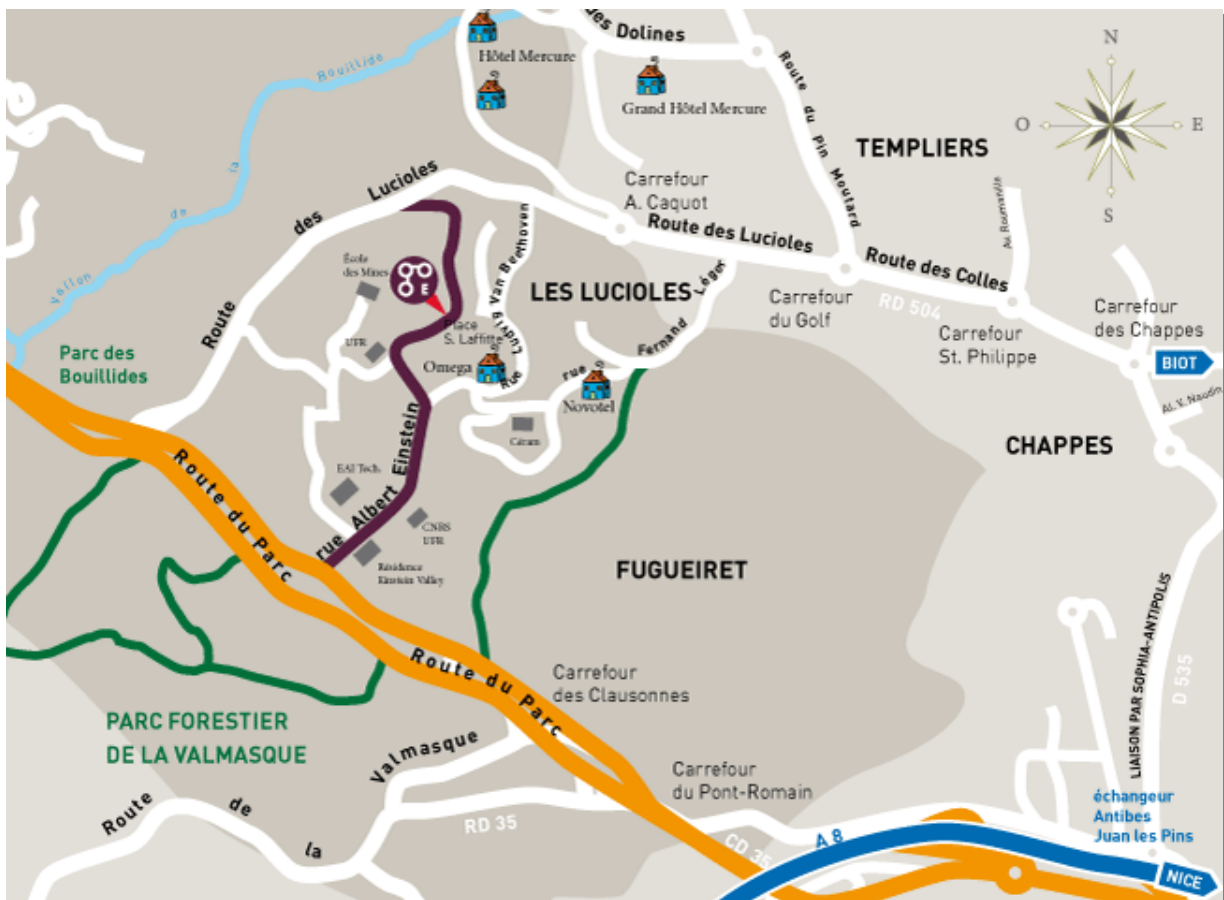 des Dolines
N
Bouillide
Hôtel Mercure
Grand Hôtel Mercure
Route du Pin Moutard
O
E
TEMPLIERS
la
Lucioles
Carrefour
A. Caquot
S
de
des
Route des Lucioles
Av. Roumanille
École
des Mines
Rue Ludwig Van Beethoven
Route des Colles
Vallon
E
LES LUCIOLES
Carrefour
du Golf
RD 504
Carrefour
des Chappes
Route
Place
S. Laffitte
rue Fernand Léger
Carrefour
St. Philippe
UFR
Parc des
Bouillides
Omega
BIOT
Novotel
Al. V. Naudin
Céram
CHAPPES
Route du Parc
EAI Tech.
rue Albert Einstein
CNRS
UFR
Résidence
Einstein Valley
FUGUEIRET
Route du Parc
Carrefour
des Clausonnes
LIAISON PAR SOPHIA-ANTIPOLIS
D 535
PARC FORESTIER
DE LA VALMASQUE
Route de la Valmasque
Carrefour
du Pont-Romain
RD 35
échangeur
Antibes
Juan les Pins
CD 35
A 8
NICE